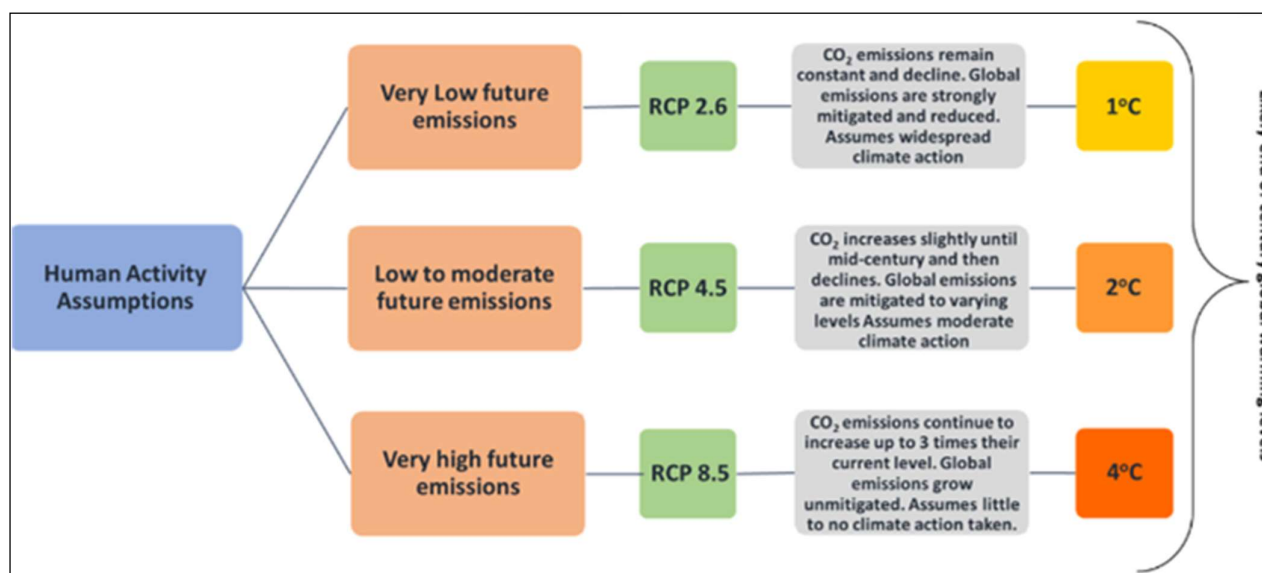 Human Activity
Assumptions
Very Low future
emissions
RCP 2.6
CO₂ emissions remain
constant and decline. Global
emissions are strongly
mitigated and reduced.
Assumes widespread
climate action
1°C
Low to moderate
future emissions
RCP 4.5
CO₂ increases slightly until
mid-century and then
declines. Global emissions
are mitigated to varying
levels Assumes moderate
climate action
2°C
Very high future
emissions
RCP 8.5
CO₂ emissions continue to
increase up to 3 times their
current level. Global
emissions grow
unmitigated. Assumes little
to no climate action taken.
4°C